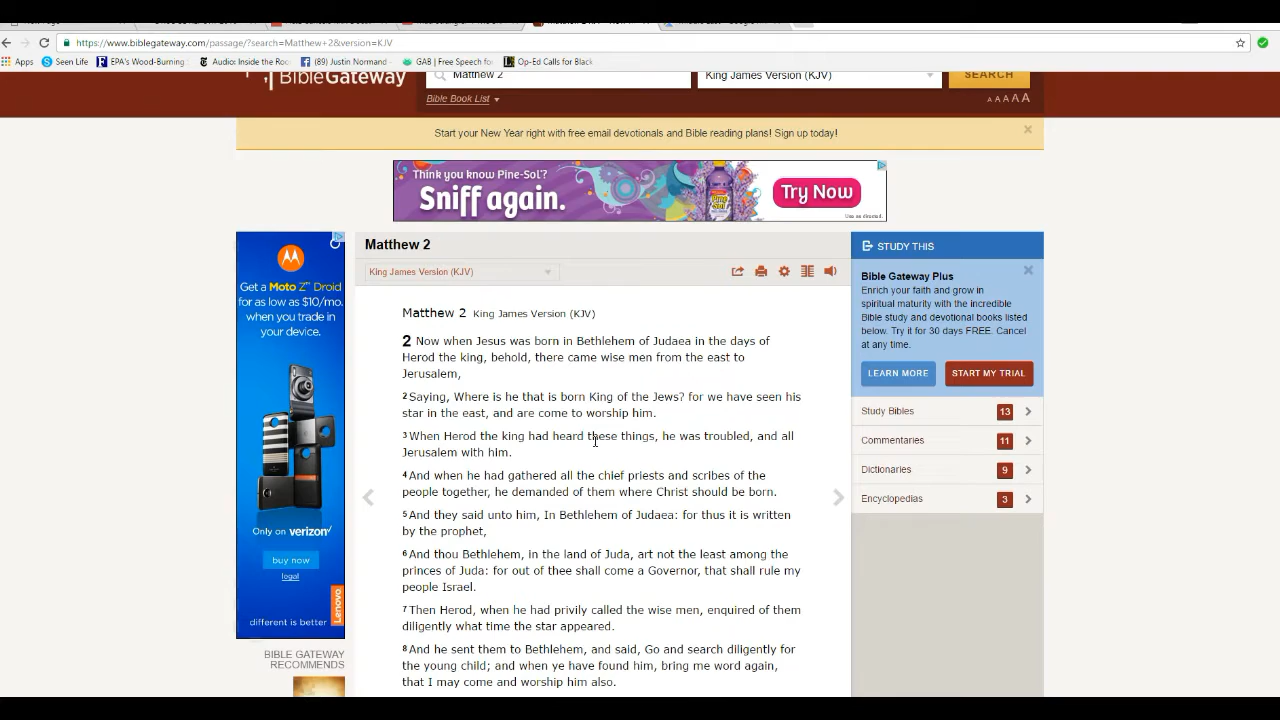 https://www.biblegateway.com/passage/?search=Matthew+2&version=KJV
Apps Seen Life EPA's Wood-Burning Audio: Inside the Ro (89) Justin Normand GAB | Free Speech fo Op-Ed Calls for Black
BibleGateway Matthew 2 King James Version (KJV) SEARCH
Bible Book List A A A A A
Start your New Year right with free email devotionals and Bible reading plans! Sign up today!
Think you know Pine-Sol?
Sniff again.
Try Now
Use as directed.
Get a Moto Z Droid
for as low as $10/mo.
when you trade in
your device.
Only on verizon
buy now
legal
different is better
Lenovo
BIBLE GATEWAY
RECOMMENDS
Matthew 2
King James Version (KJV)
Matthew 2 King James Version (KJV)
2 Now when Jesus was born in Bethlehem of Judaea in the days of
Herod the king, behold, there came wise men from the east to
Jerusalem,
2 Saying, Where is he that is born King of the Jews? for we have seen his
star in the east, and are come to worship him.
3 When Herod the king had heard these things, he was troubled, and all
Jerusalem with him.
4 And when he had gathered all the chief priests and scribes of the
people together, he demanded of them where Christ should be born.
5 And they said unto him, In Bethlehem of Judaea: for thus it is written
by the prophet,
6 And thou Bethlehem, in the land of Juda, art not the least among the
princes of Juda: for out of thee shall come a Governor, that shall rule my
people Israel.
7 Then Herod, when he had privily called the wise men, enquired of them
diligently what time the star appeared.
8 And he sent them to Bethlehem, and said, Go and search diligently for
the young child; and when ye have found him, bring me word again,
that I may come and worship him also.
STUDY THIS
Bible Gateway Plus
Enrich your faith and grow in
spiritual maturity with the incredible
Bible study and devotional books listed
below. Try it for 30 days FREE. Cancel
at any time.
LEARN MORE START MY TRIAL
Study Bibles 13
Commentaries 11
Dictionaries 9
Encyclopedias 3